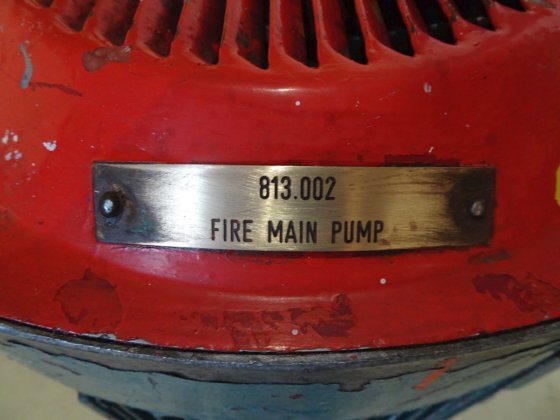 813.002
FIRE MAIN PUMP